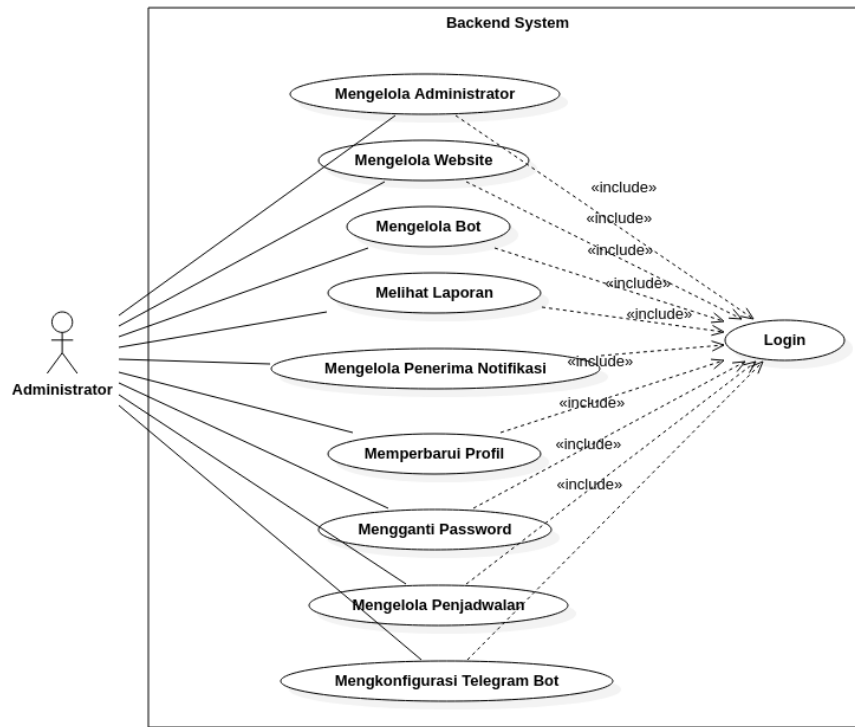 Backend System
Mengelola Administrator
Mengelola Website
«include»
«include»
Mengelola Bot
«include»
«include»
Melihat Laporan
«include»
Login
«include»
Mengelola Penerima Notifikasi
Administrator
«include»
«include»
Memperbarui Profil
«include»
Mengganti Password
Mengelola Penjadwalan
Mengkonfigurasi Telegram Bot